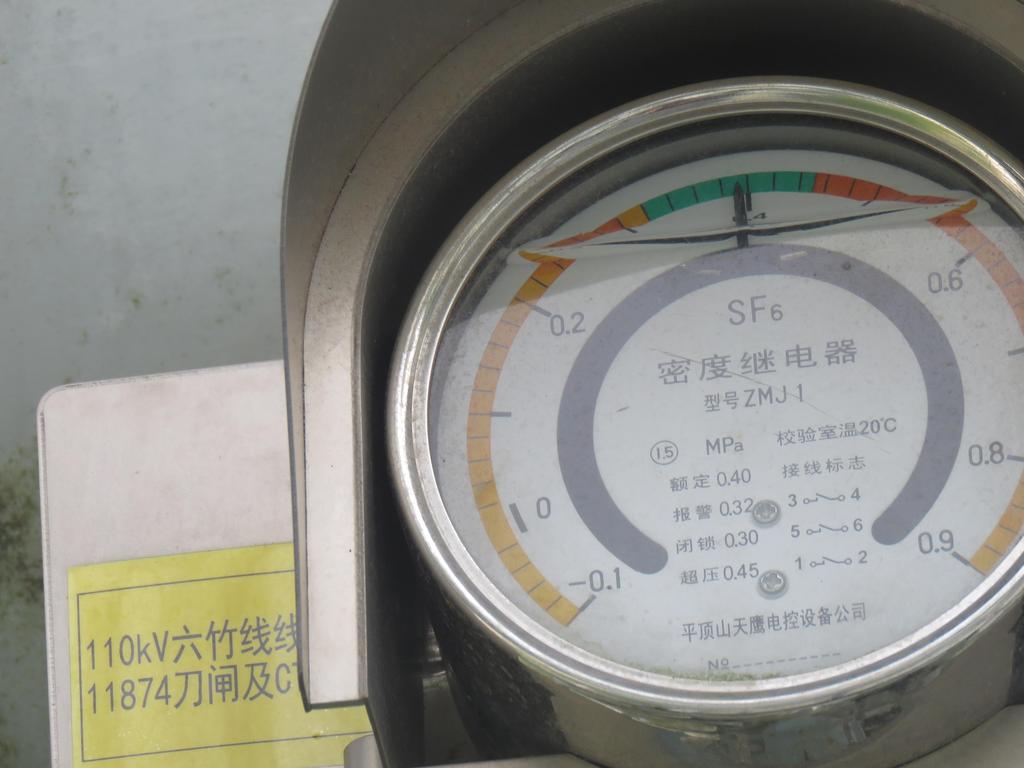 .4
0.2
0.6
SF6
密度继电器
型号 ZMJ1
1.5 MPa 校验室温20℃
额定 0.40 接线标志
报警 0.32 3 4
闭锁 0.30 5 6
超压 0.45 1 2
0
0.8
-0.1
0.9
平顶山天鹰电控设备公司
No
110kV六竹线线
11874刀闸及C